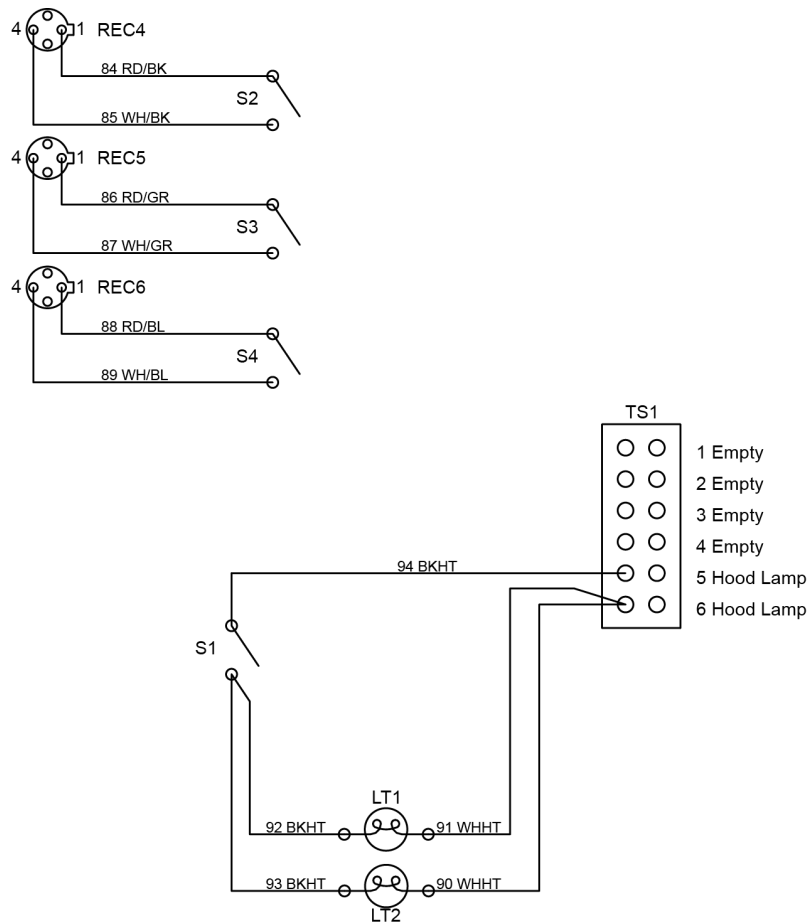 4 1 REC4
84 RD/BK
S2
85 WH/BK
4 1 REC5
86 RD/GR
S3
87 WH/GR
4 1 REC6
88 RD/BL
S4
89 WH/BL
TS1
1 Empty
2 Empty
3 Empty
4 Empty
94 BKHT
5 Hood Lamp
6 Hood Lamp
S1
LT1
92 BKHT 91 WHHT
93 BKHT 90 WHHT
LT2